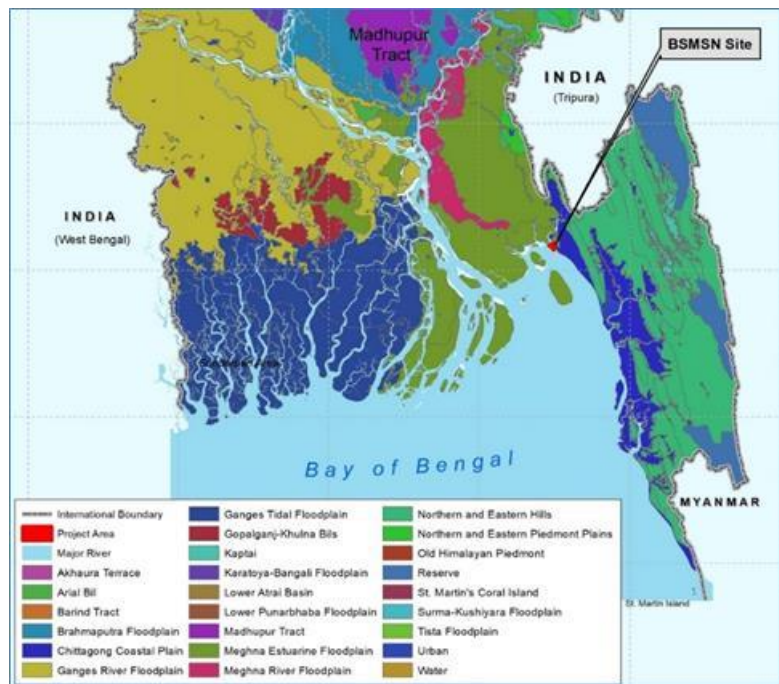 Madhupur
Tract
BSMSN Site
INDIA
(Tripura)
INDIA
(West Bengal)
Bay of Bengal
MYANMAR
St. Martin Island
International Boundary
Project Area
Major River
Akhaura Terrace
Arial Bil
Barind Tract
Brahmaputra Floodplain
Chittagong Coastal Plain
Ganges River Floodplain
Ganges Tidal Floodplain
Gopalganj-Khulna Bils
Kaptai
Karatoya-Bangali Floodplain
Lower Atrai Basin
Lower Punarbhaba Floodplain
Madhupur Tract
Meghna Estuarine Floodplain
Meghna River Floodplain
Northern and Eastern Hills
Northern and Eastern Piedmont Plains
Old Himalayan Piedmont
Reserve
St. Martin's Coral Island
Surma-Kushiyara Floodplain
Tista Floodplain
Urban
Water